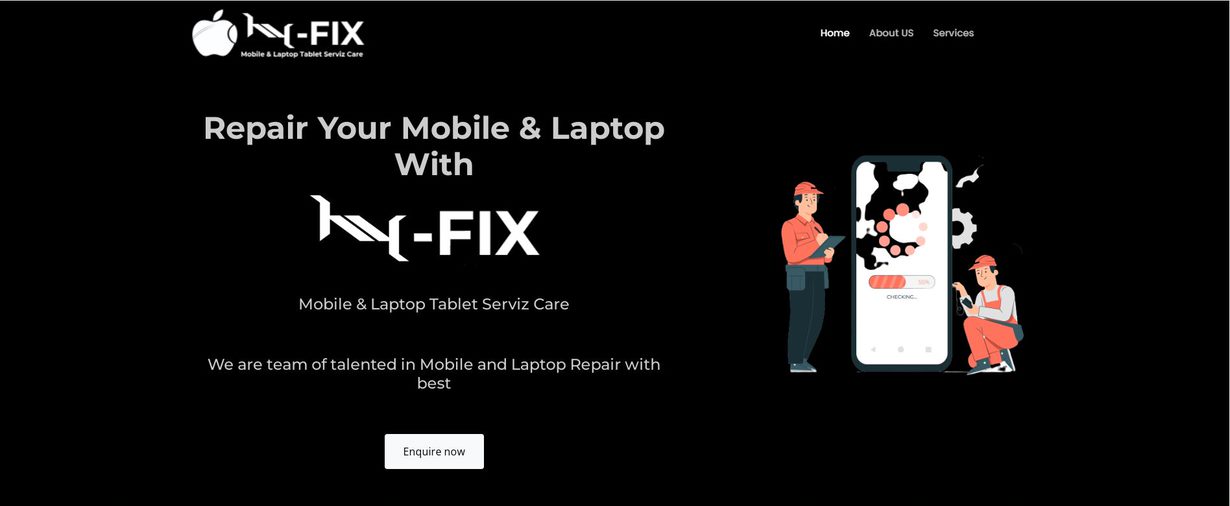 -FIX
Mobile & Laptop Tablet Serviz Care
Home About US Services
Repair Your Mobile & Laptop
With
-FIX
Mobile & Laptop Tablet Serviz Care
We are team of talented in Mobile and Laptop Repair with
best
Enquire now
CHECKING...